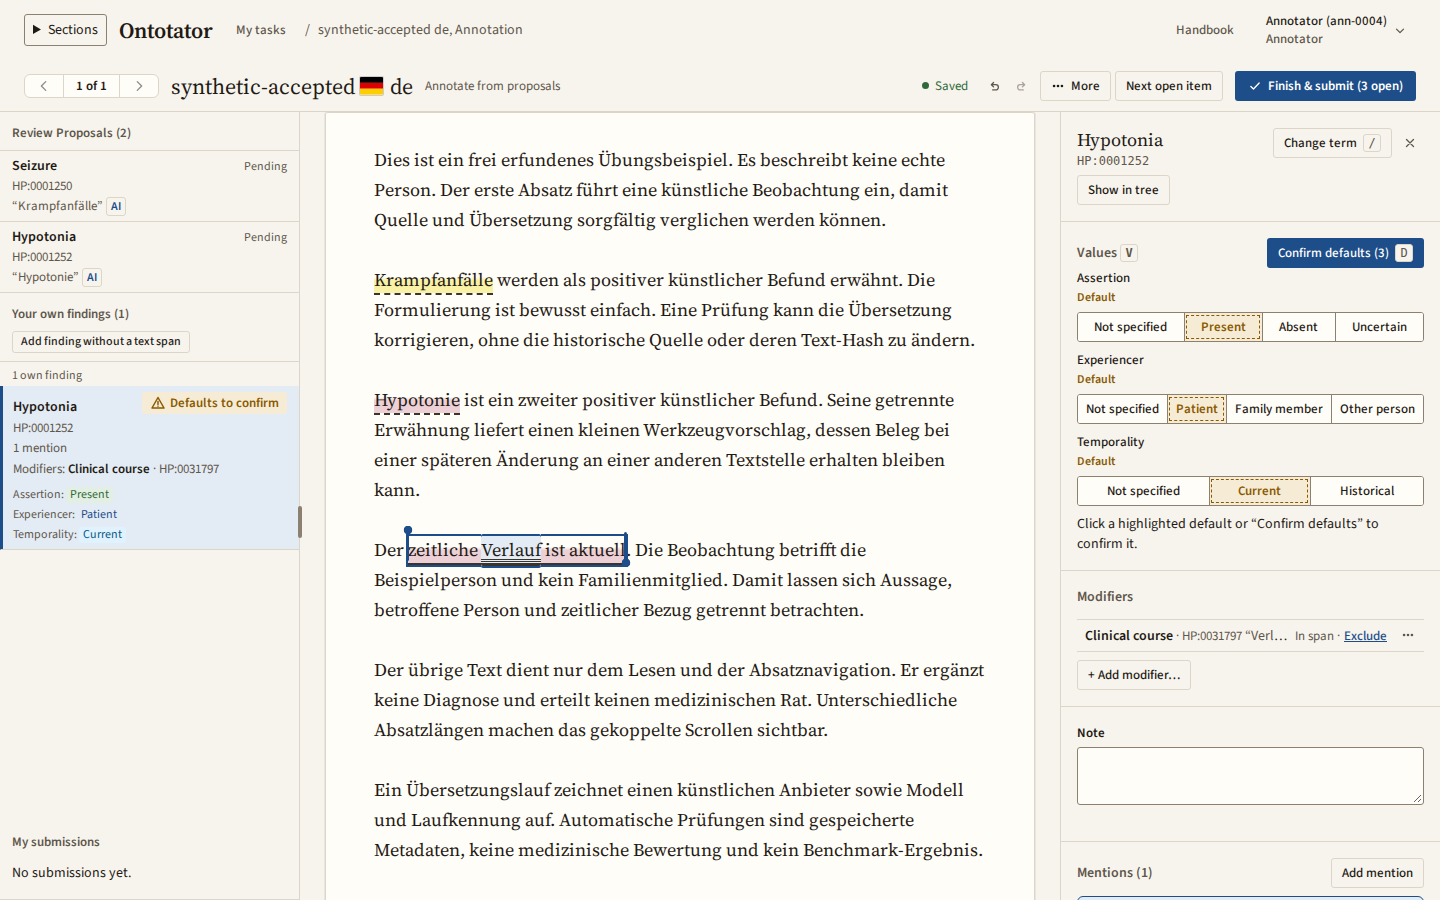 Sections
Ontotator
My tasks / synthetic-accepted de, Annotation
Handbook
Annotator (ann-0004)
Annotator
1 of 1
synthetic-accepted de
Annotate from proposals
Saved
More
Next open item
Finish & submit (3 open)
Review Proposals (2)
Seizure
Pending
HP:0001250
“Krampfanfälle” AI
Hypotonia
Pending
HP:0001252
“Hypotonie” AI
Your own findings (1)
Add finding without a text span
1 own finding
Hypotonia
Defaults to confirm
HP:0001252
1 mention
Modifiers: Clinical course · HP:0031797
Assertion: Present
Experiencer: Patient
Temporality: Current
My submissions
No submissions yet.
Dies ist ein frei erfundenes Übungsbeispiel. Es beschreibt keine echte
Person. Der erste Absatz führt eine künstliche Beobachtung ein, damit
Quelle und Übersetzung sorgfältig verglichen werden können.
Krampfanfälle werden als positiver künstlicher Befund erwähnt. Die
Formulierung ist bewusst einfach. Eine Prüfung kann die Übersetzung
korrigieren, ohne die historische Quelle oder deren Text-Hash zu ändern.
Hypotonie ist ein zweiter positiver künstlicher Befund. Seine getrennte
Erwähnung liefert einen kleinen Werkzeugvorschlag, dessen Beleg bei
einer späteren Änderung an einer anderen Textstelle erhalten bleiben
kann.
Der zeitliche Verlauf ist aktuell. Die Beobachtung betrifft die
Beispielperson und kein Familienmitglied. Damit lassen sich Aussage,
betroffene Person und zeitlicher Bezug getrennt betrachten.
Der übrige Text dient nur dem Lesen und der Absatznavigation. Er ergänzt
keine Diagnose und erteilt keinen medizinischen Rat. Unterschiedliche
Absatzlängen machen das gekoppelte Scrollen sichtbar.
Ein Übersetzungslauf zeichnet einen künstlichen Anbieter sowie Modell
und Laufkennung auf. Automatische Prüfungen sind gespeicherte
Metadaten, keine medizinische Bewertung und kein Benchmark-Ergebnis.
Hypotonia
HP:0001252
Change term /
Show in tree
Values V
Confirm defaults (3) D
Assertion
Default
Not specified Present Absent Uncertain
Experiencer
Default
Not specified Patient Family member Other person
Temporality
Default
Not specified Current Historical
Click a highlighted default or “Confirm defaults” to
confirm it.
Modifiers
Clinical course · HP:0031797 “Verl… In span · Exclude
+ Add modifier…
Note
Mentions (1)
Add mention